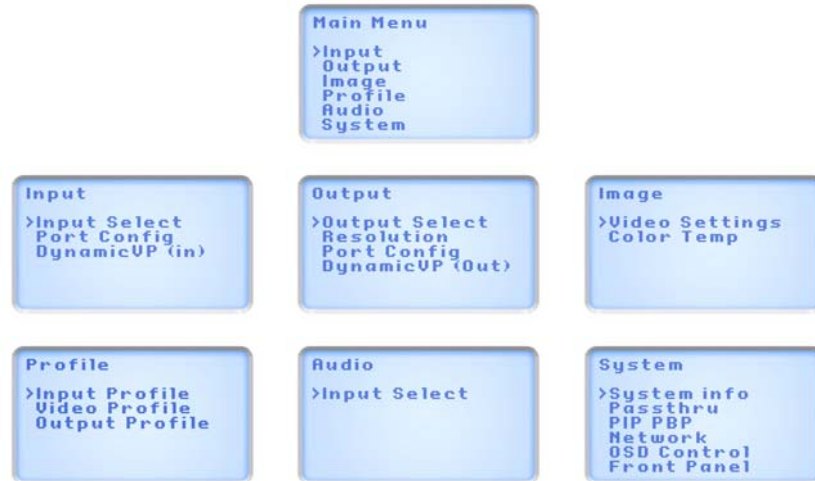 Main Menu
>Input
Output
Image
Profile
Audio
System
Input
>Input Select
Port Config
DynamicVP (in)
Output
>Output Select
Resolution
Port Config
DynamicVP (Out)
Image
>Video Settings
Color Temp
Profile
>Input Profile
Video Profile
Output Profile
Audio
>Input Select
System
>System info
Passthru
PIP PBP
Network
OSD Control
Front Panel